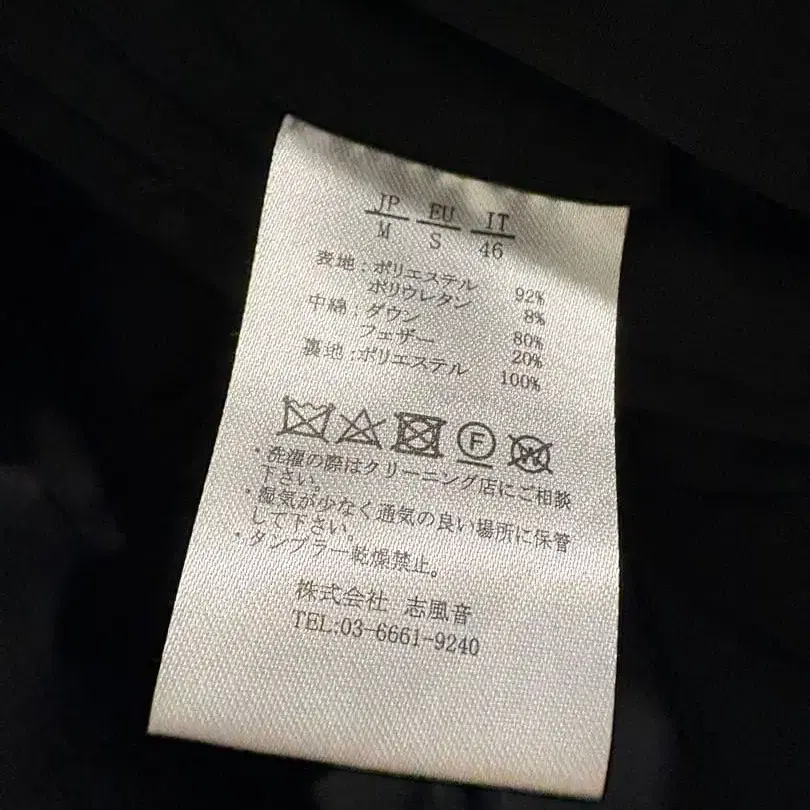 JP EU IT
M S 46
表地:ポリエステル 92%
ポリウレタン 8%
中綿:ダウン 80%
フェザー 20%
裏地:ポリエステル 100%
F W
・洗濯の際はクリーニング店にご相談
下さい。
・湿気が少なく通気の良い場所に保管
して下さい。
・タンブラー乾燥禁止。
株式会社 志風音
TEL:03-6661-9240